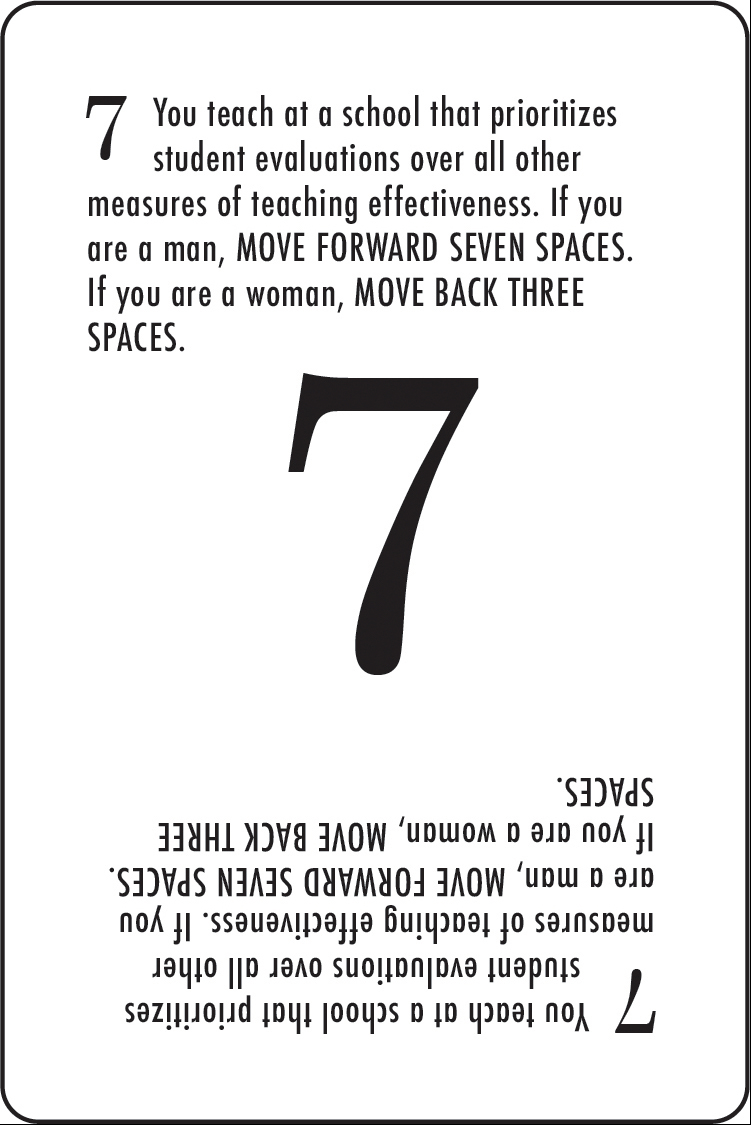 7 You teach at a school that prioritizes
student evaluations over all other
measures of teaching effectiveness. If you
are a man, MOVE FORWARD SEVEN SPACES.
If you are a woman, MOVE BACK THREE
SPACES.
7
7 You teach at a school that prioritizes
student evaluations over all other
measures of teaching effectiveness. If you
are a man, MOVE FORWARD SEVEN SPACES.
If you are a woman, MOVE BACK THREE
SPACES.